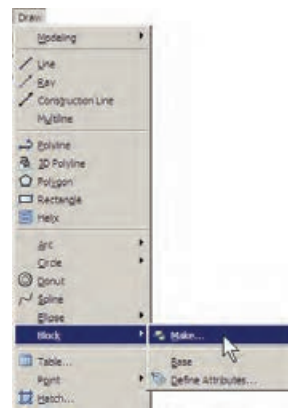 Draw
Modeling
Line
Ray
Construction Line
Multiline
Polyline
3D Polyline
Polygon
Rectangle
Helix
Arc
Circle
Donut
Spline
Ellipse
Block
Make...
Base
Define Attributes...
Table...
Point
Hatch...